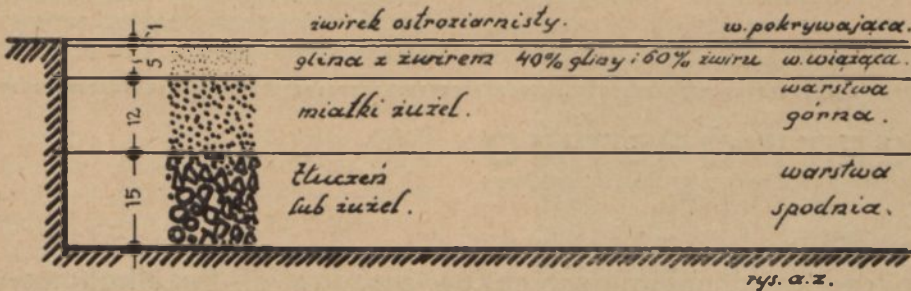 1 żwirek ostroziarnisty. w. pokrywająca.
5 glina z żwirem 40% gliny i 60% żwiru w. wiążąca.
12 miałki żużel. warstwa górna.
15 tłuczeń lub żużel. warstwa spodnia.
rys. a.z.